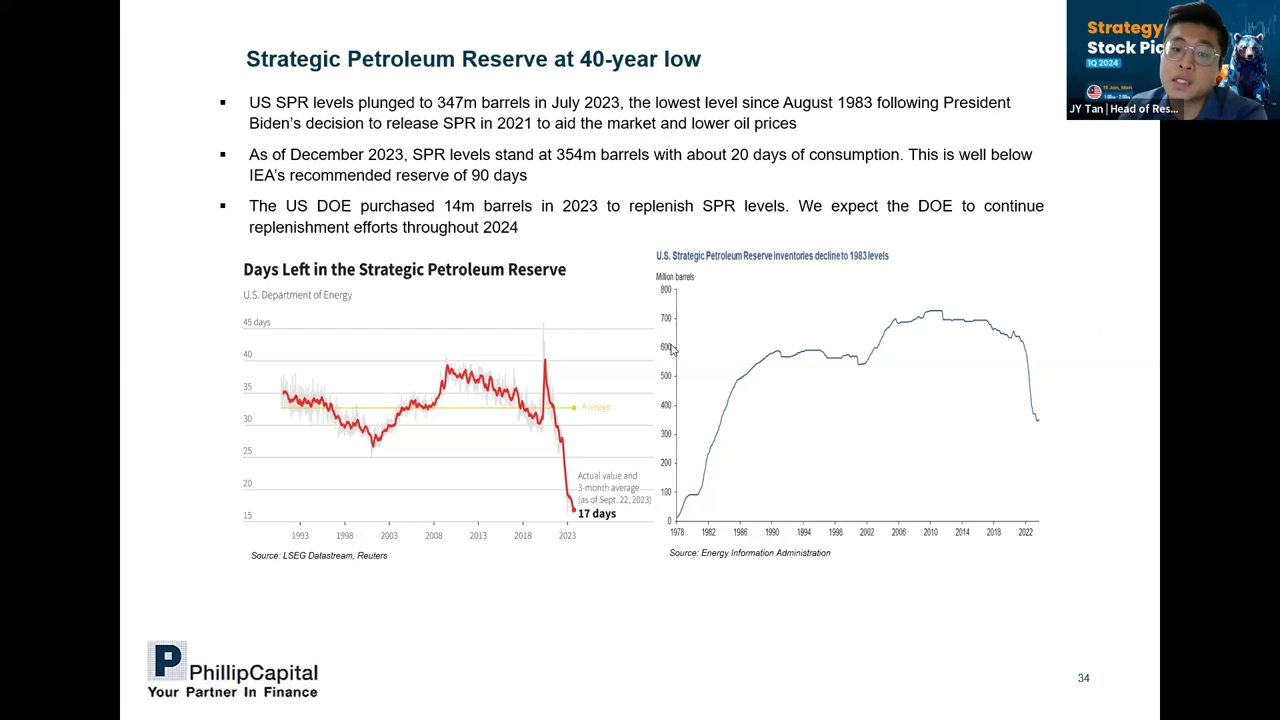 Strategic Petroleum Reserve at 40-year low
▪ US SPR levels plunged to 347m barrels in July 2023, the lowest level since August 1983 following President
Biden's decision to release SPR in 2021 to aid the market and lower oil prices
▪ As of December 2023, SPR levels stand at 354m barrels with about 20 days of consumption. This is well below
IEA's recommended reserve of 90 days
▪ The US DOE purchased 14m barrels in 2023 to replenish SPR levels. We expect the DOE to continue
replenishment efforts throughout 2024
Days Left in the Strategic Petroleum Reserve
U.S. Department of Energy
45 days
40
35
30
25
20
15
Average
Actual value and
3-month average
(as of Sept. 22, 2023)
17 days
1993 1998 2003 2008 2013 2018 2023
Source: LSEG Datastream, Reuters
U.S. Strategic Petroleum Reserve inventories decline to 1983 levels
Million barrels
800
700
600
500
400
300
200
100
0
1978 1982 1986 1990 1994 1998 2002 2006 2010 2014 2018 2022
Source: Energy Information Administration
P PhillipCapital
Your Partner In Finance
34
Strategy
Stock Pic
1Q 2024
15 Jan, Mon
JY Tan | Head of Res...